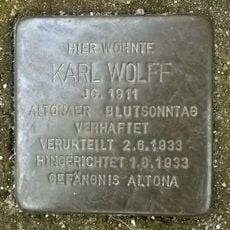 HIER WOHNTE
KARL WOLFF
JG. 1911
ALTONAER BLUTSONNTAG
VERHAFTET
VERURTEILT 2.6.1933
HINGERICHTET 1.8.1933
GEFÄNGNIS ALTONA